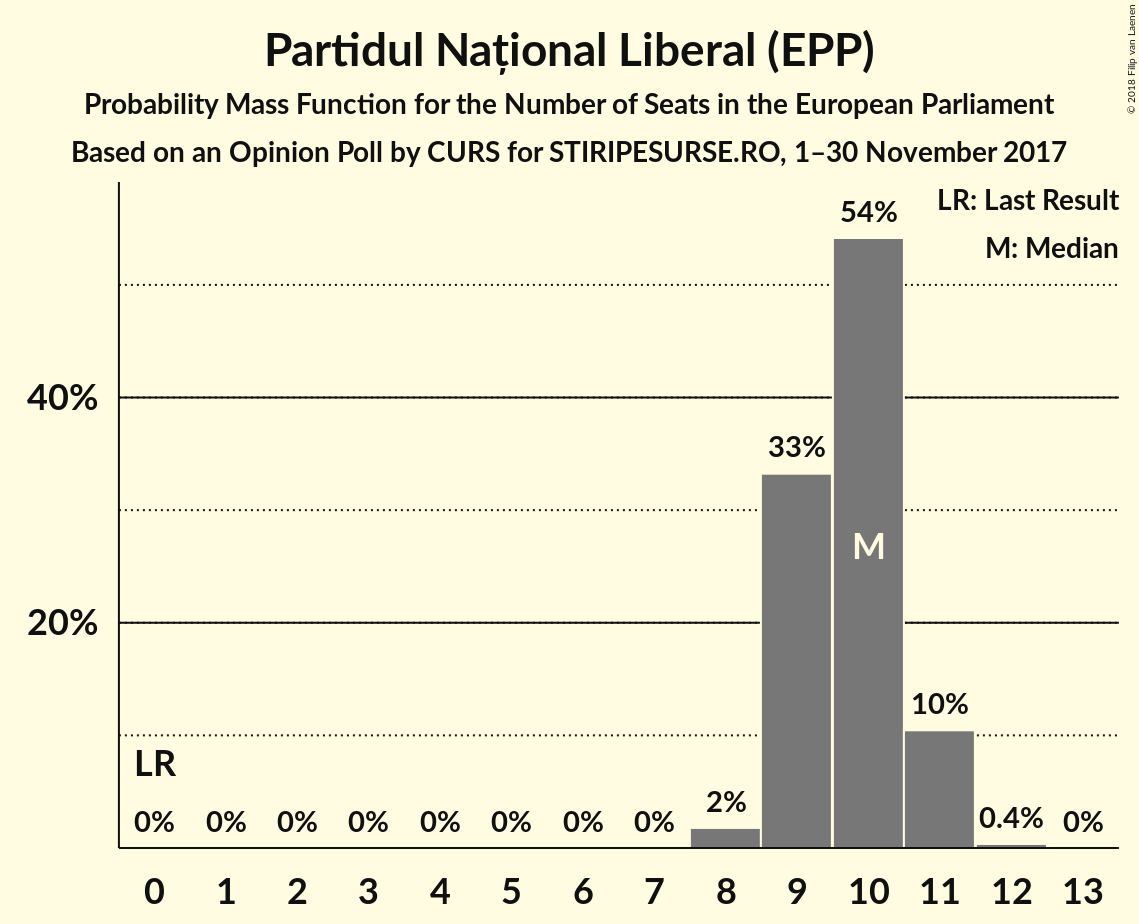 Partidul Național Liberal (EPP)
Probability Mass Function for the Number of Seats in the European Parliament
Based on an Opinion Poll by CURS for STIRIPESURSE.RO, 1–30 November 2017
© 2018 Filip van Laenen
LR: Last Result
M: Median
54%
40%
33%
M
20%
10%
LR
0% 0% 0% 0% 0% 0% 0% 0% 2% 0.4% 0%
0 1 2 3 4 5 6 7 8 9 10 11 12 13